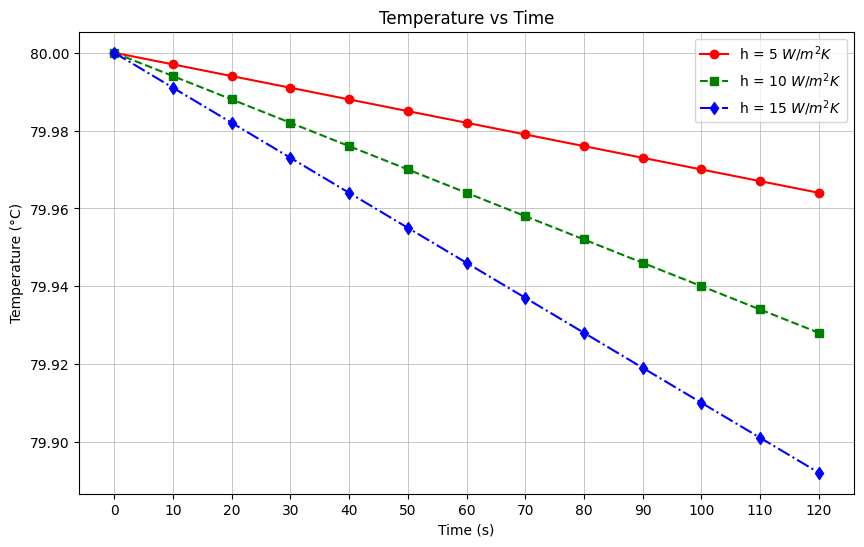 Temperature vs Time
h = 5 W/m²K
h = 10 W/m²K
h = 15 W/m²K
Temperature (°C)
80.00
79.98
79.96
79.94
79.92
79.90
0 10 20 30 40 50 60 70 80 90 100 110 120
Time (s)